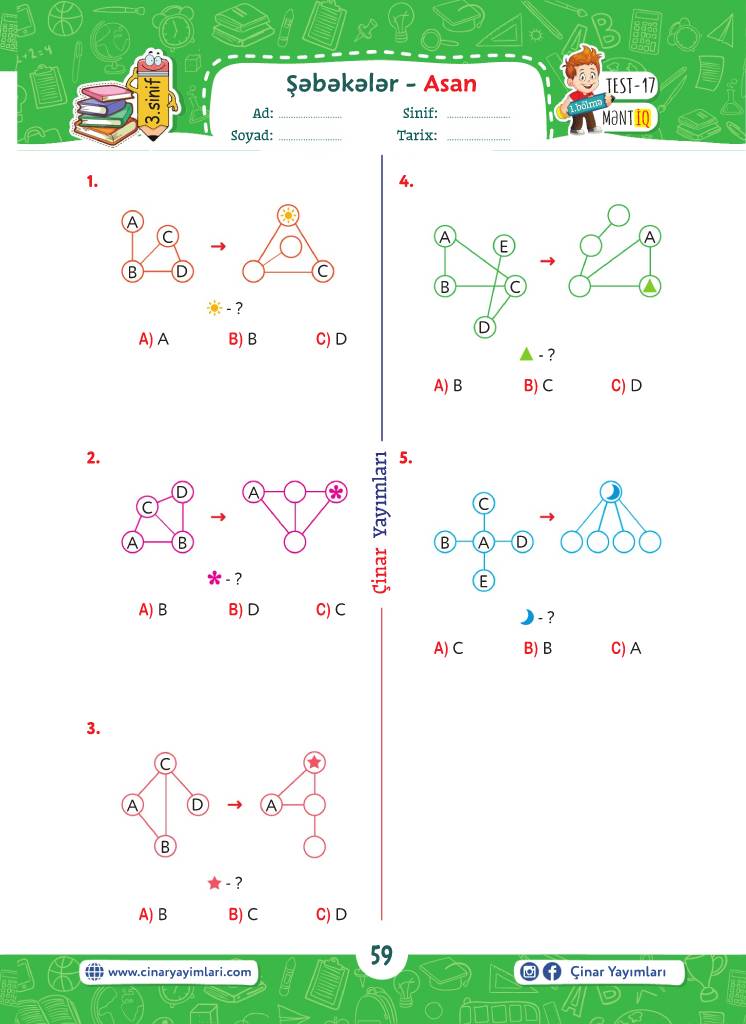 3.sinif
Şəbəkələr - Asan
Ad:
Sinif:
Soyad:
Tarix:
TEST-17
1.bölmə
MəntİQ
1.
A
C
B
D
C
- ?
A) A
B) B
C) D
2.
D
C
A
B
A
- ?
A) B
B) D
C) C
3.
C
A
D
B
A
- ?
A) B
B) C
C) D
Çinar Yayımları
4.
A
E
B
C
D
A
- ?
A) B
B) C
C) D
5.
C
B
A
D
E
- ?
A) C
B) B
C) A
www.cinaryayimlari.com
59
Çinar Yayımları